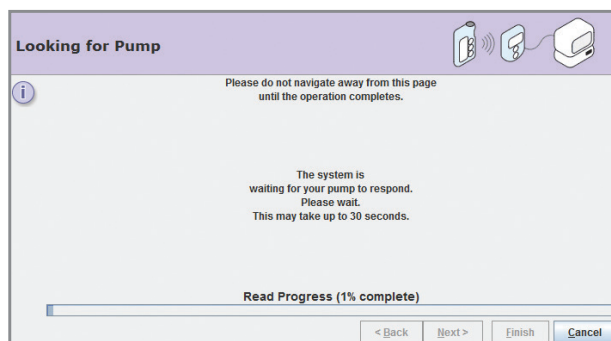 Looking for Pump
i
Please do not navigate away from this page
until the operation completes.
The system is
waiting for your pump to respond.
Please wait.
This may take up to 30 seconds.
Read Progress (1% complete)
< Back Next > Finish Cancel